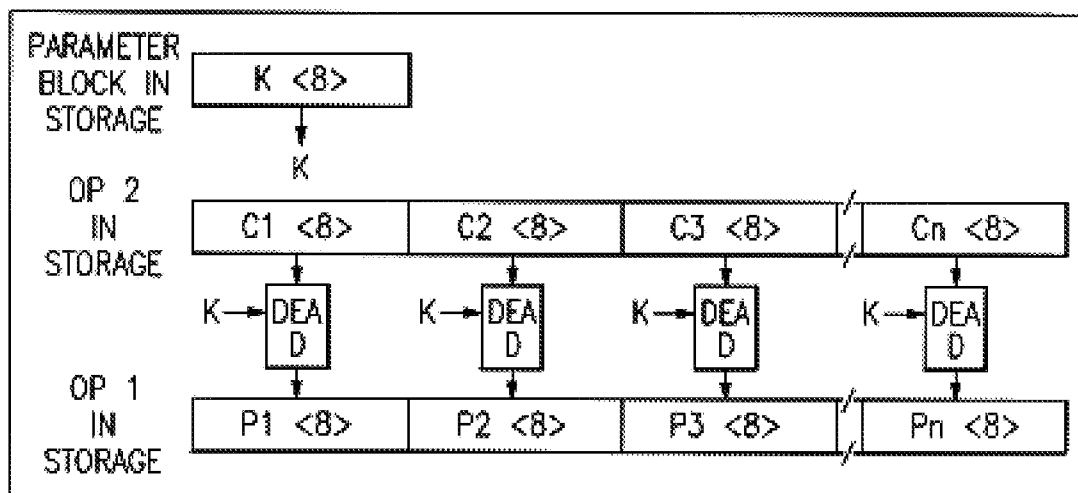 PARAMETER
BLOCK IN
STORAGE
K <8>
K
OP 2
IN
STORAGE
C1 <8> C2 <8> C3 <8> Cn <8>
K DEA K DEA K DEA K DEA
D D D D
OP 1
IN
STORAGE
P1 <8> P2 <8> P3 <8> Pn <8>